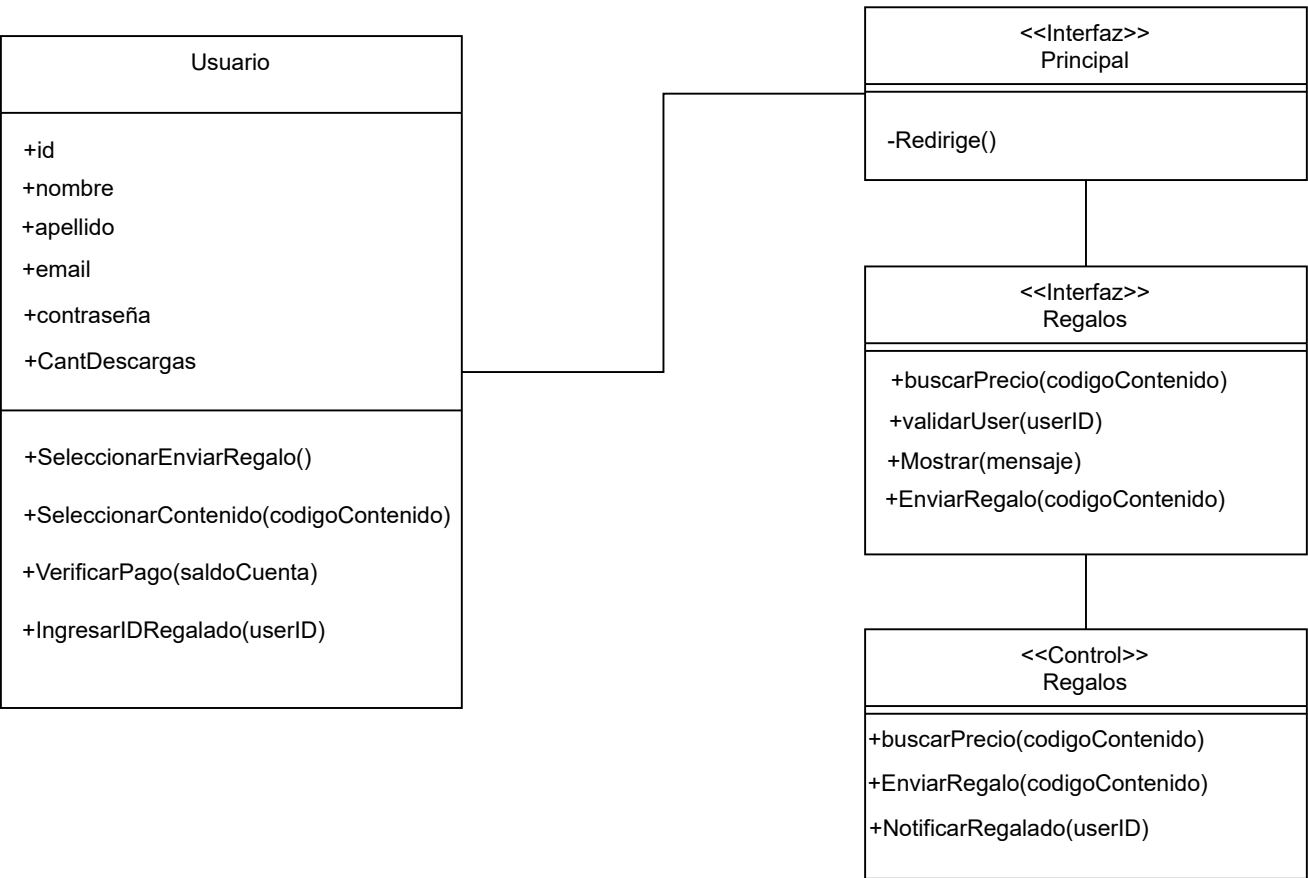 Usuario
+id
+nombre
+apellido
+email
+contraseña
+CantDescargas
+SeleccionarEnviarRegalo()
+SeleccionarContenido(codigoContenido)
+VerificarPago(saldoCuenta)
+IngresarIDRegalado(userID)
<<Interfaz>>
Principal
-Redirige()
<<Interfaz>>
Regalos
+buscarPrecio(codigoContenido)
+validarUser(userID)
+Mostrar(mensaje)
+EnviarRegalo(codigoContenido)
<<Control>>
Regalos
+buscarPrecio(codigoContenido)
+EnviarRegalo(codigoContenido)
+NotificarRegalado(userID)